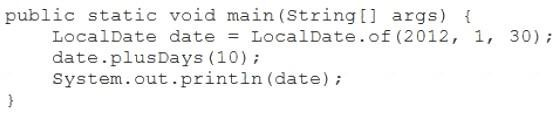 public static void main(String[] args) {
    LocalDate date = LocalDate.of(2012, 1, 30);
    date.plusDays(10);
    System.out.println(date);
}